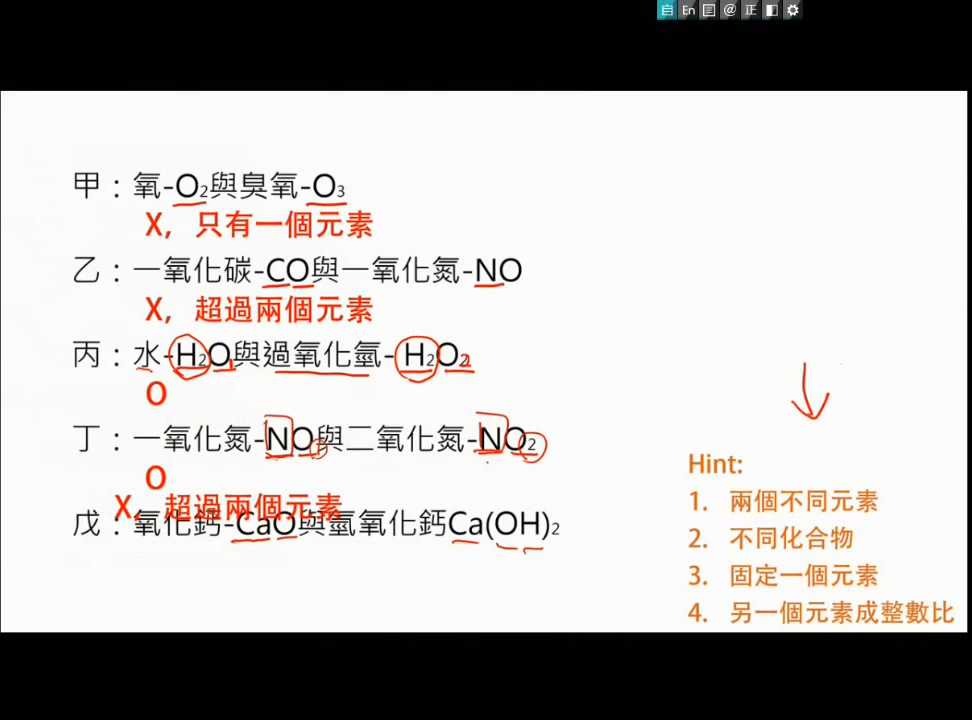 自 En @ 正
甲：氧-O₂與臭氧-O₃
X，只有一個元素
乙：一氧化碳-CO與一氧化氮-NO
X，超過兩個元素
丙：水-H₂O與過氧化氫-H₂O₂
O
丁：一氧化氮-NO與二氧化氮-NO₂
O
X，超過兩個元素
戊：氧化鈣-CaO與氫氧化鈣Ca(OH)₂
Hint:
1. 兩個不同元素
2. 不同化合物
3. 固定一個元素
4. 另一個元素成整數比